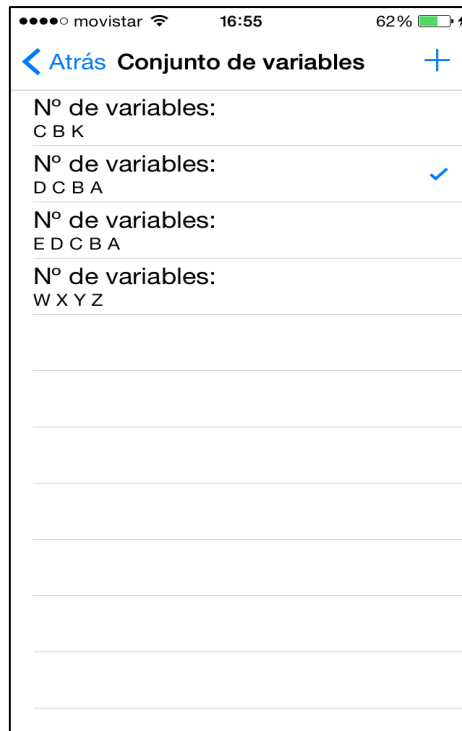 movistar 16:55 62%
Atrás Conjunto de variables +
Nº de variables:
C B K
Nº de variables:
D C B A
Nº de variables:
E D C B A
Nº de variables:
W X Y Z